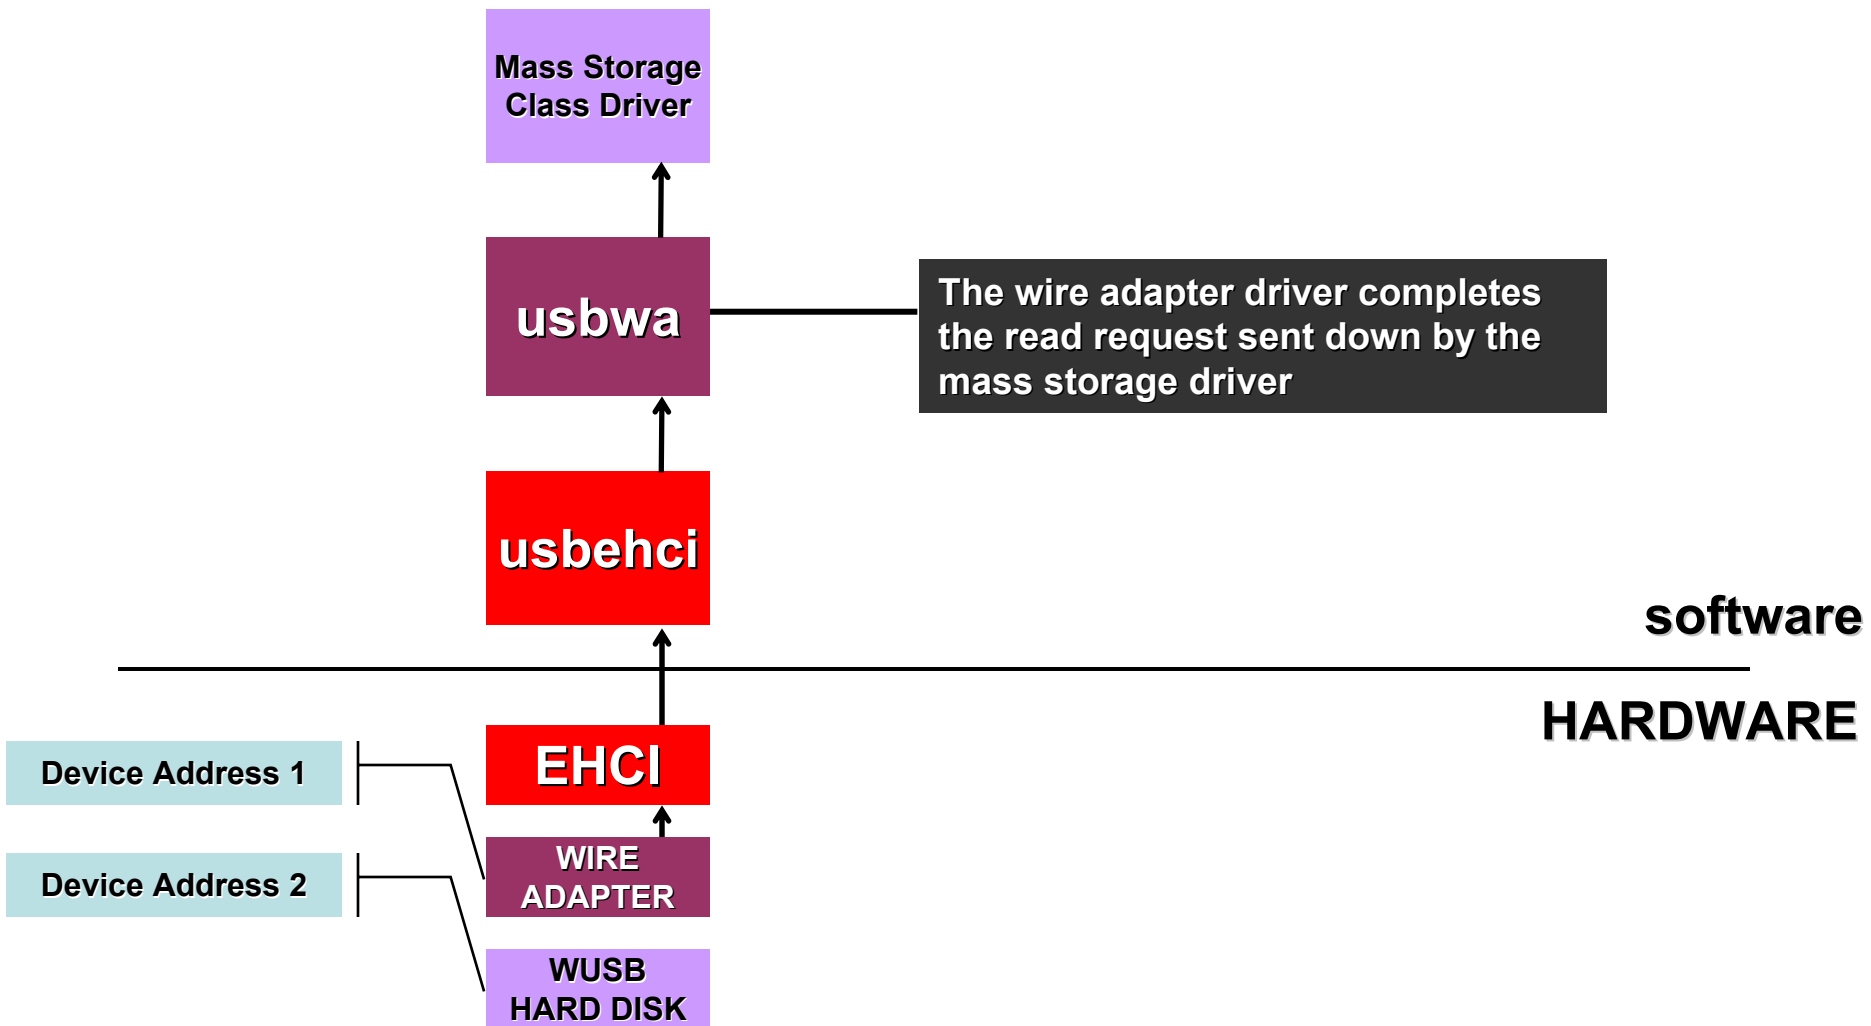 Mass Storage
Class Driver
usbwa
The wire adapter driver completes
the read request sent down by the
mass storage driver
usbehci
software
HARDWARE
EHCI
Device Address 1
WIRE
ADAPTER
Device Address 2
WUSB
HARD DISK